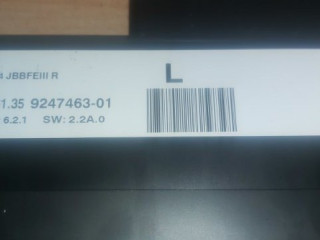 JBBFEIII R
L
1.35 9247463-01
6.2.1 SW: 2.2A.0